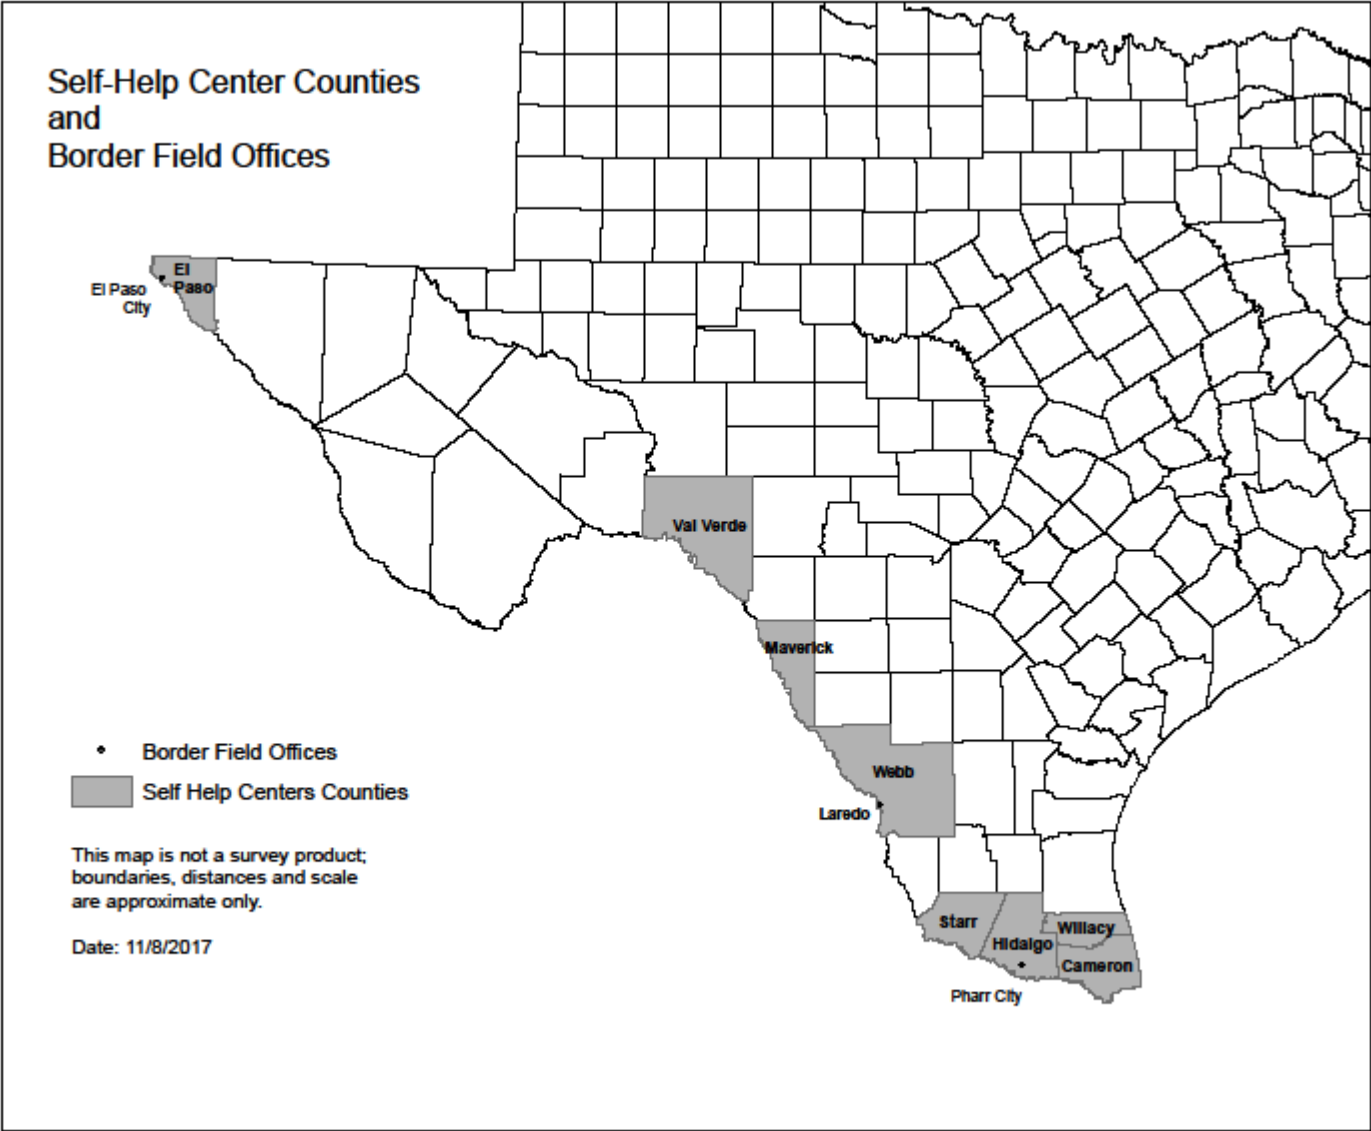 Self-Help Center Counties
and
Border Field Offices
El
Paso
El Paso
City
Val Verde
Maverick
Border Field Offices
Webb
Self Help Centers Counties
Laredo
This map is not a survey product;
boundaries, distances and scale
are approximate only.
Starr
Willacy
Hidalgo
Date: 11/8/2017
Cameron
Pharr City